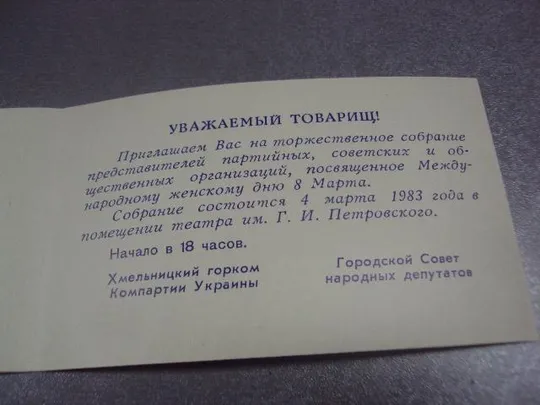 УВАЖАЕМЫЙ ТОВАРИЩ!
Приглашаем Вас на торжественное собрание
представителей партийных, советских и об-
щественных организаций, посвященное Между-
народному женскому дню 8 Марта.
Собрание состоится 4 марта 1983 года в
помещении театра им. Г. И. Петровского.
Начало в 18 часов.
Хмельницкий горком
Компартии Украины
Городской Совет
народных депутатов